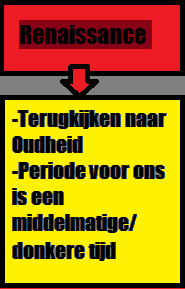 Renaissance
-Terugkijken naar
Oudheid
-Periode voor ons
is een
middelmatige/
donkere tijd